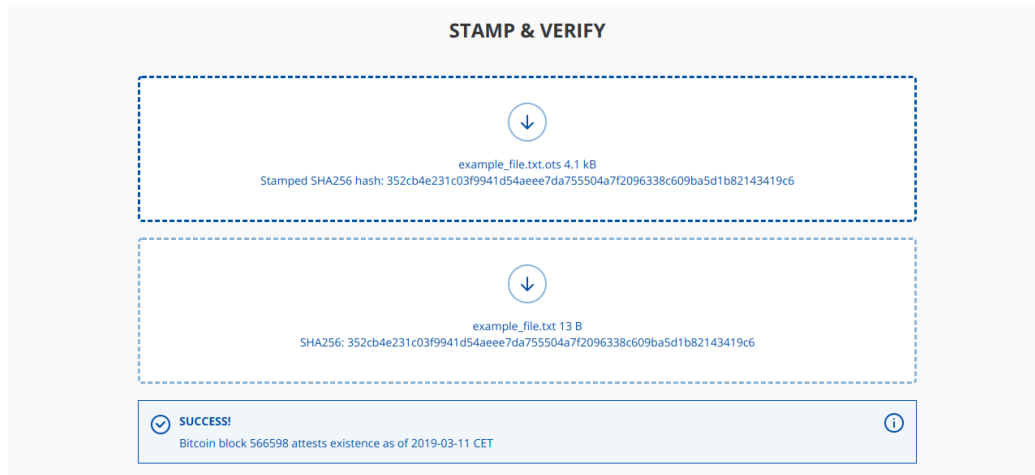 STAMP & VERIFY
example_file.txt.ots 4.1 kB
Stamped SHA256 hash: 352cb4e231c03f9941d54aeee7da755504a7f2096338c609ba5d1b82143419c6
example_file.txt 13 B
SHA256: 352cb4e231c03f9941d54aeee7da755504a7f2096338c609ba5d1b82143419c6
SUCCESS!
Bitcoin block 566598 attests existence as of 2019-03-11 CET